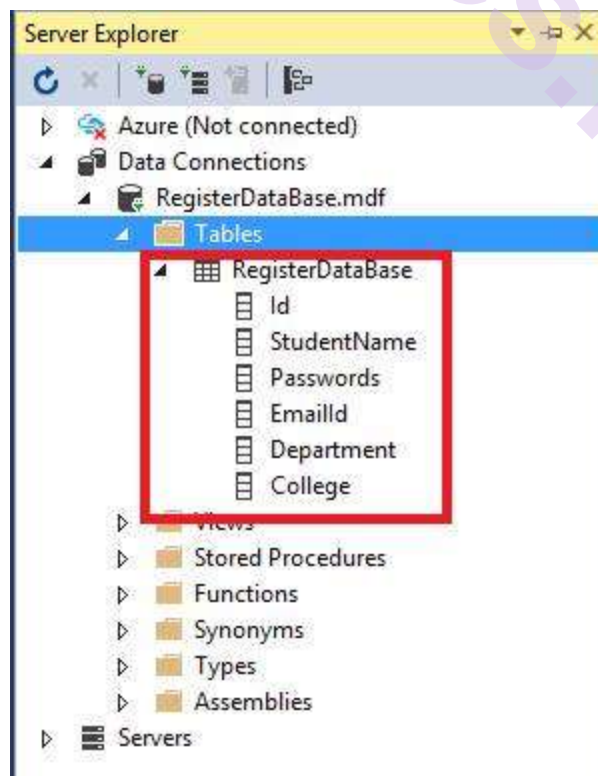 Server Explorer
Azure (Not connected)
Data Connections
RegisterDataBase.mdf
Tables
RegisterDataBase
Id
StudentName
Passwords
EmailId
Department
College
Views
Stored Procedures
Functions
Synonyms
Types
Assemblies
Servers